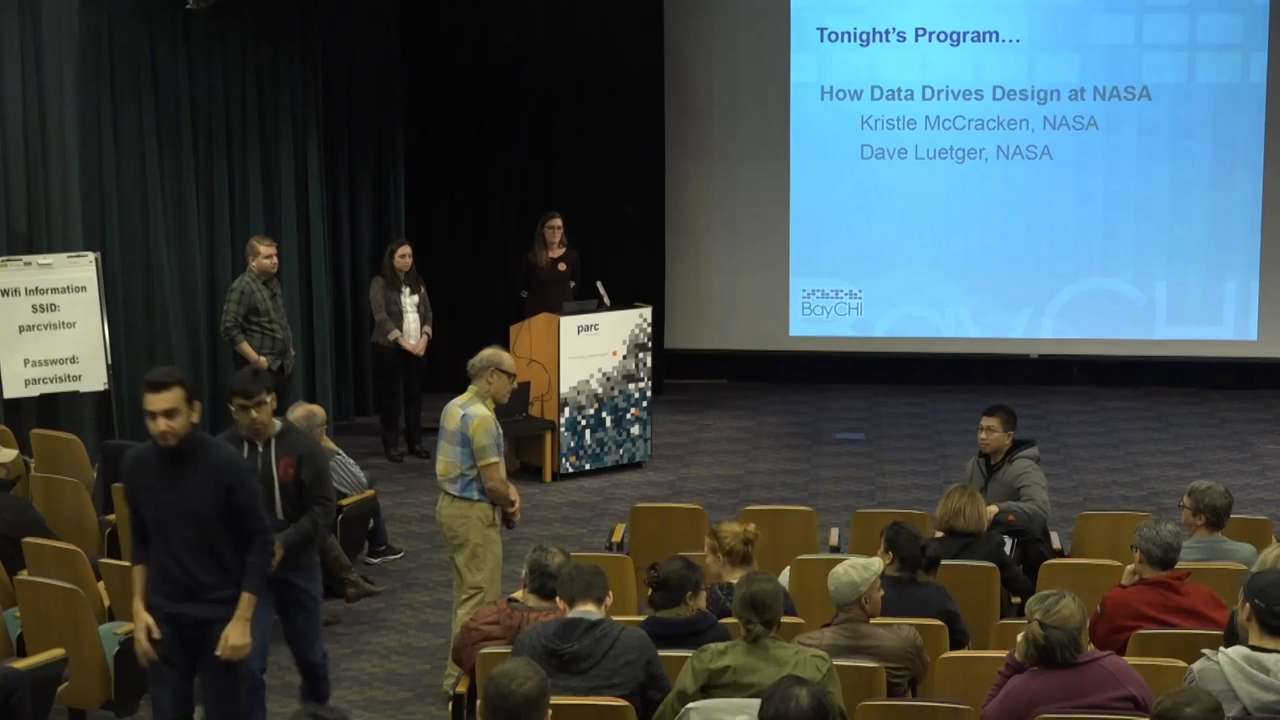 Tonight's Program…
How Data Drives Design at NASA
Kristle McCracken, NASA
Dave Luetger, NASA
BayCHI
BayCHI
Wifi Information
SSID:
parcvisitor
Password:
parcvisitor
parc